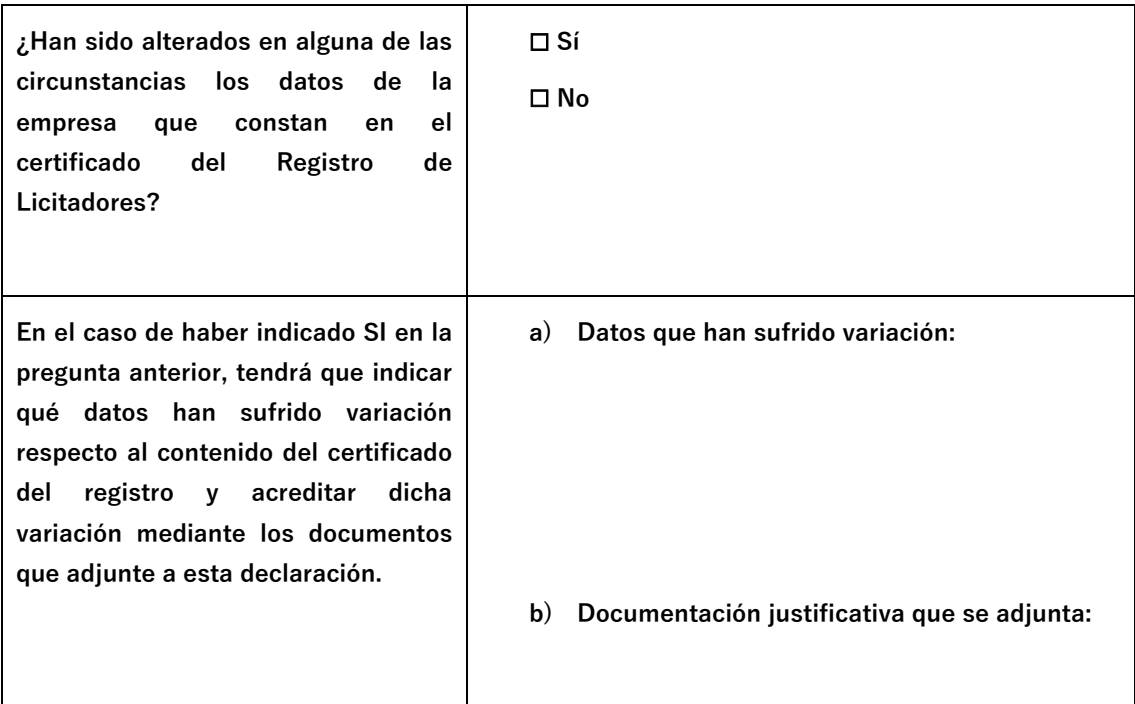 ¿Han sido alterados en alguna de las
circunstancias los datos de la
empresa que constan en el
certificado del Registro de
Licitadores?
☐ Sí
☐ No
En el caso de haber indicado SI en la
pregunta anterior, tendrá que indicar
qué datos han sufrido variación
respecto al contenido del certificado
del registro y acreditar dicha
variación mediante los documentos
que adjunte a esta declaración.
a) Datos que han sufrido variación:
b) Documentación justificativa que se adjunta: